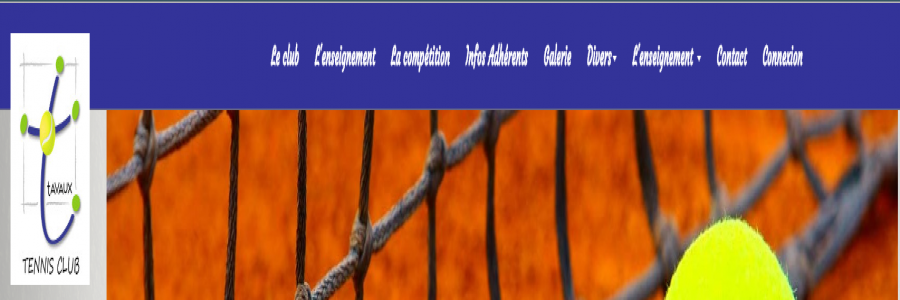 Le club L'enseignement La compétition Infos Adhérents Galerie Divers L'enseignement Contact Connexion
tavaux
TENNIS CLUB